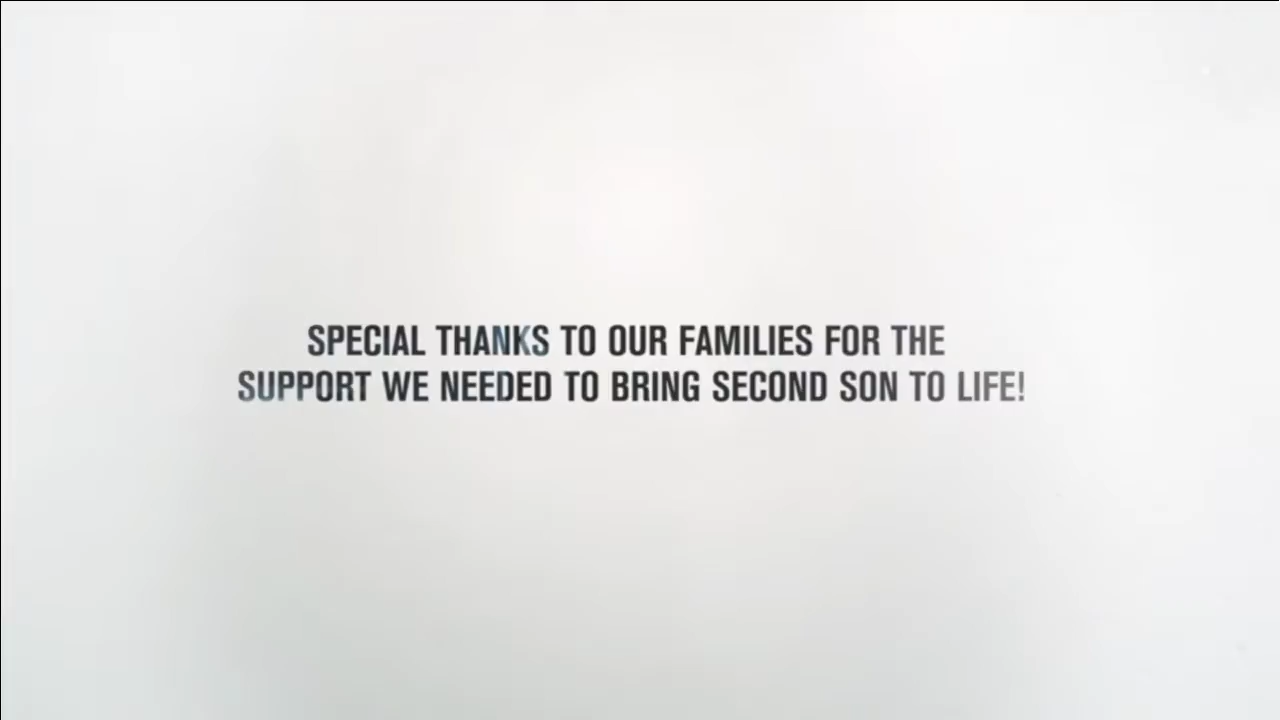 SPECIAL THANKS TO OUR FAMILIES FOR THE
SUPPORT WE NEEDED TO BRING SECOND SON TO LIFE!